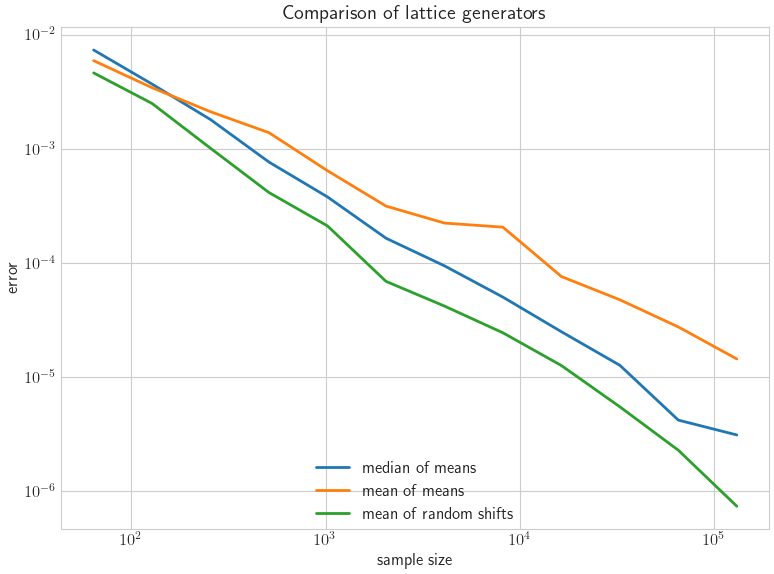 Comparison of lattice generators
10^-2
10^-3
10^-4
10^-5
10^-6
error
median of means
mean of means
mean of random shifts
10^2
10^3
10^4
10^5
sample size